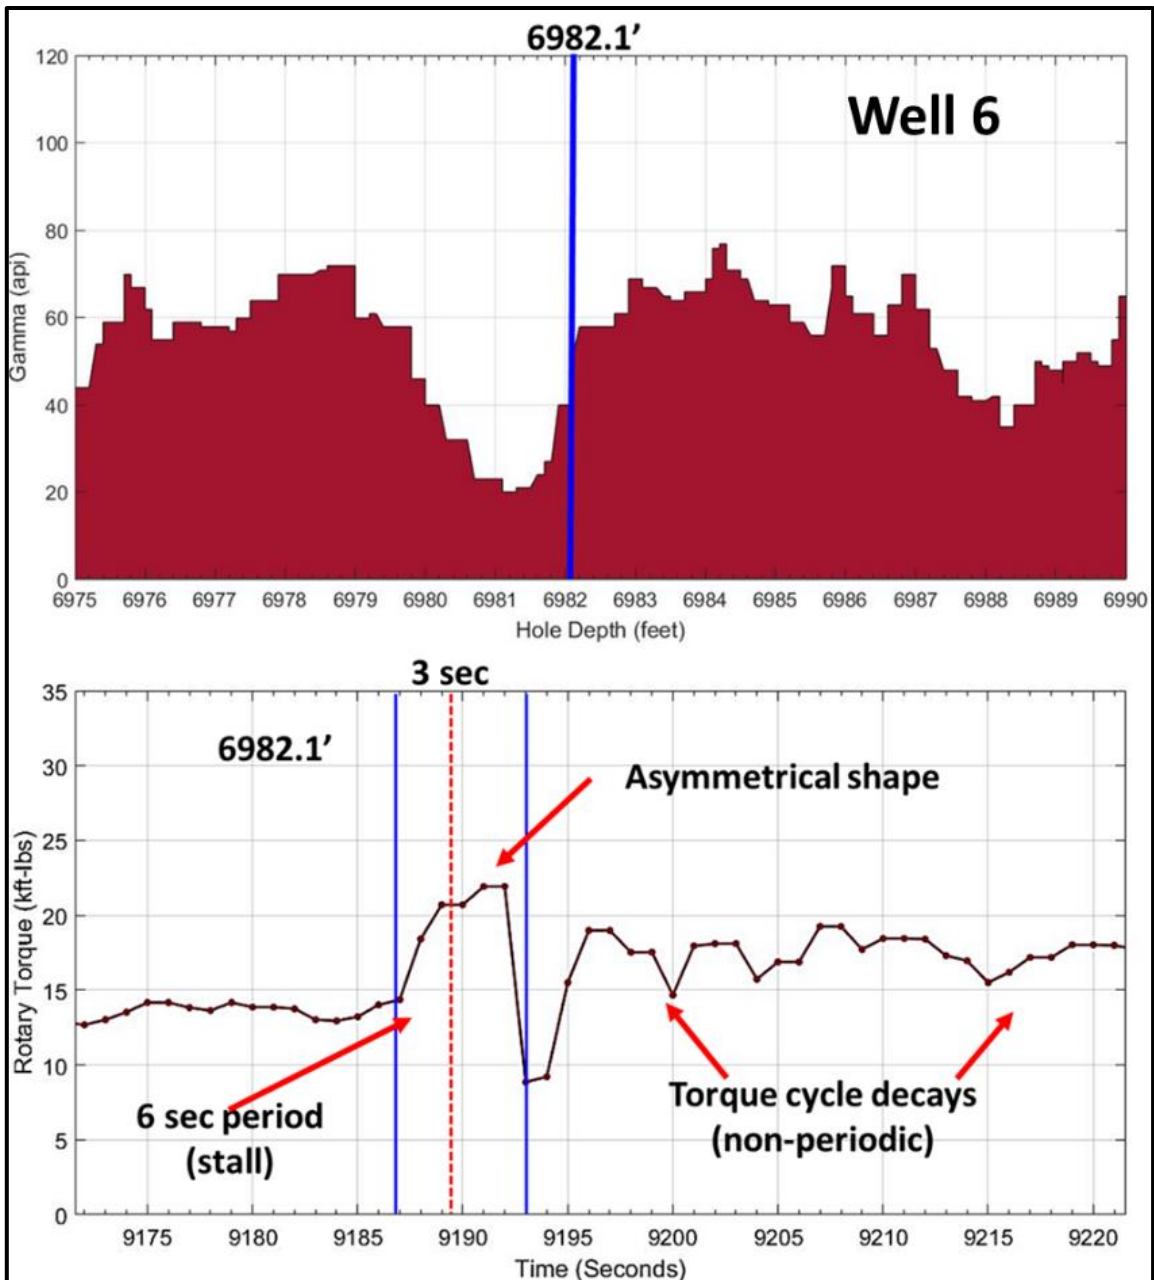 6982.1’
Well 6
120
100
80
60
40
20
0
Gamma (api)
6975 6976 6977 6978 6979 6980 6981 6982 6983 6984 6985 6986 6987 6988 6989 6990
Hole Depth (feet)
3 sec
6982.1’
Asymmetrical shape
35
30
25
20
15
10
5
0
Rotary Torque (kft-lbs)
6 sec period
(stall)
Torque cycle decays
(non-periodic)
9175 9180 9185 9190 9195 9200 9205 9210 9215 9220
Time (Seconds)